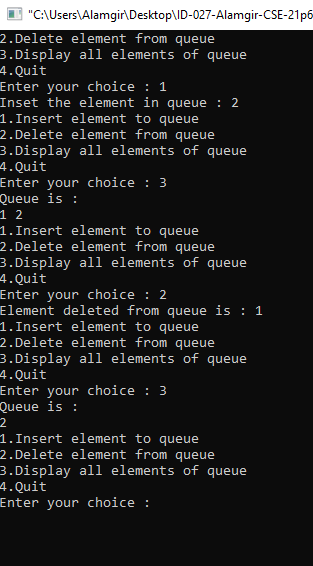 "C:\Users\Alamgir\Desktop\ID-027-Alamgir-CSE-21p6
2.Delete element from queue
3.Display all elements of queue
4.Quit
Enter your choice : 1
Inset the element in queue : 2
1.Insert element to queue
2.Delete element from queue
3.Display all elements of queue
4.Quit
Enter your choice : 3
Queue is :
1 2
1.Insert element to queue
2.Delete element from queue
3.Display all elements of queue
4.Quit
Enter your choice : 2
Element deleted from queue is : 1
1.Insert element to queue
2.Delete element from queue
3.Display all elements of queue
4.Quit
Enter your choice : 3
Queue is :
2
1.Insert element to queue
2.Delete element from queue
3.Display all elements of queue
4.Quit
Enter your choice :